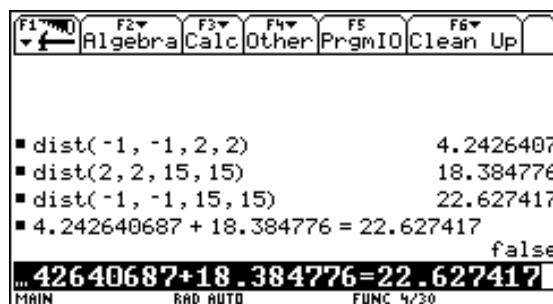 F1 F2 Algebra F3 Calc F4 Other F5 PrgmIO F6 Clean Up
▪ dist(⁻1, ⁻1, 2, 2) 4.2426407
▪ dist(2, 2, 15, 15) 18.384776
▪ dist(⁻1, ⁻1, 15, 15) 22.627417
▪ 4.242640687 + 18.384776 = 22.627417
false
…42640687+18.384776=22.627417
MAIN RAD AUTO FUNC 4/30